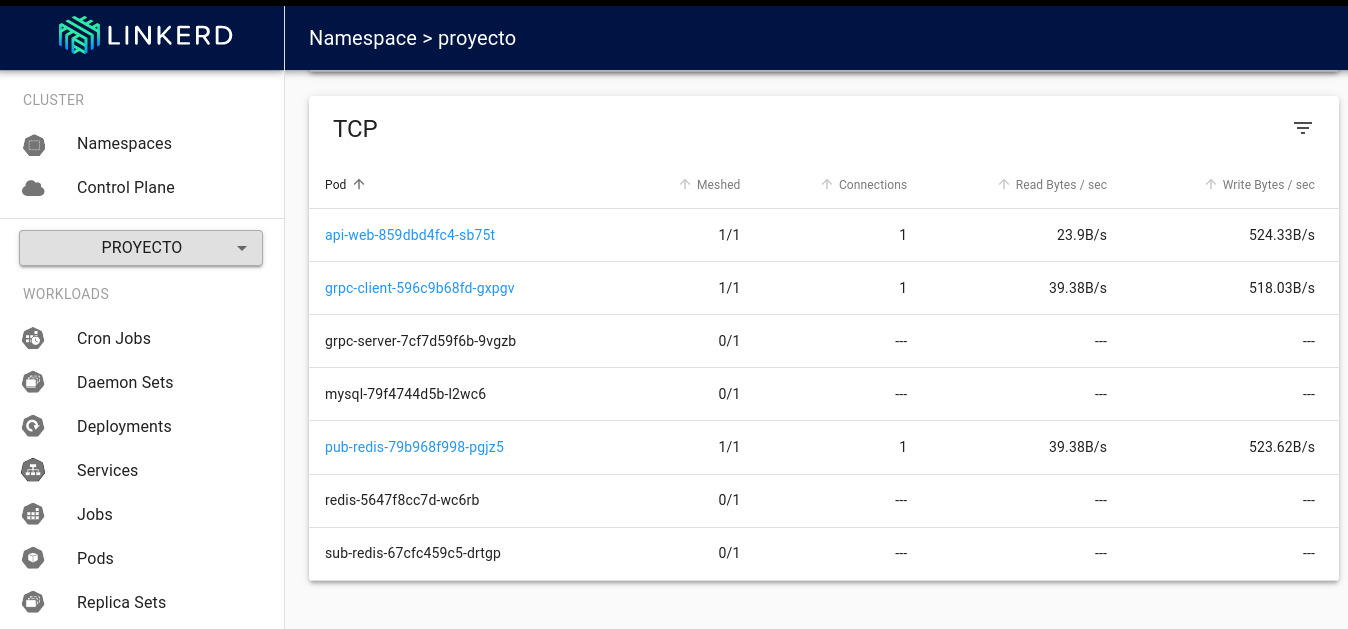 LINKERD
Namespace > proyecto
CLUSTER
Namespaces
Control Plane
PROYECTO
WORKLOADS
Cron Jobs
Daemon Sets
Deployments
Services
Jobs
Pods
Replica Sets
TCP
Pod Meshed Connections Read Bytes / sec Write Bytes / sec
api-web-859dbd4fc4-sb75t 1/1 1 23.9B/s 524.33B/s
grpc-client-596c9b68fd-gxpgv 1/1 1 39.38B/s 518.03B/s
grpc-server-7cf7d59f6b-9vgzb 0/1 --- --- ---
mysql-79f4744d5b-l2wc6 0/1 --- --- ---
pub-redis-79b968f998-pgjz5 1/1 1 39.38B/s 523.62B/s
redis-5647f8cc7d-wc6rb 0/1 --- --- ---
sub-redis-67cfc459c5-drtgp 0/1 --- --- ---